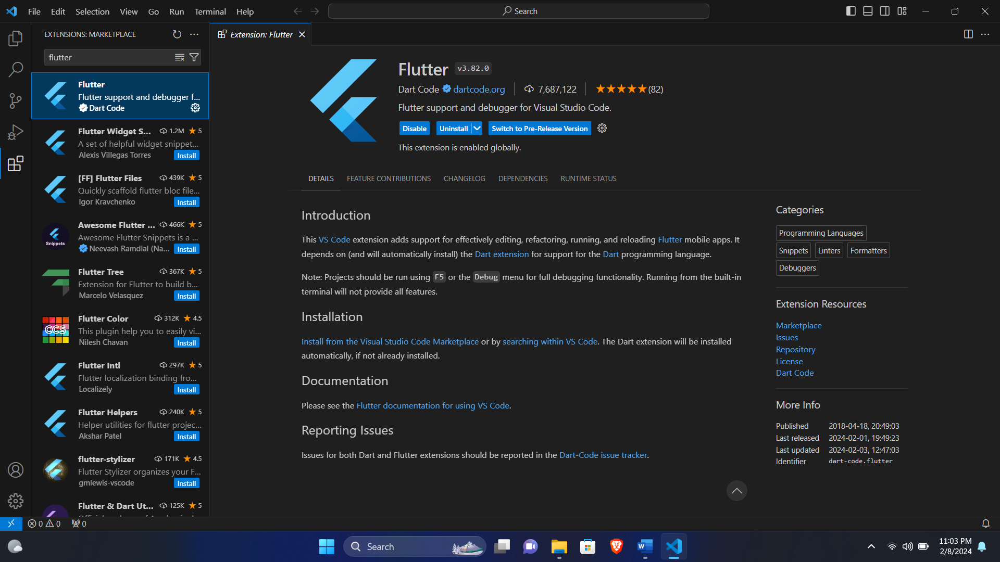 File Edit Selection View Go Run Terminal Help
Search
EXTENSIONS: MARKETPLACE
flutter
Flutter
Flutter support and debugger f...
Dart Code
Flutter Widget S... 1.2M 5
A set of helpful widget snippet...
Alexis Villegas Torres Install
[FF] Flutter Files 439K 5
Quickly scaffold flutter bloc file...
Igor Kravchenko Install
Awesome Flutter ... 466K 5
Snippets
Awesome Flutter Snippets is a ...
Neevash Ramdial (Na... Install
Flutter Tree 367K 5
Extension for Flutter to build b...
Marcelo Velasquez Install
Flutter Color 312K 4.5
CCS
This plugin help you to easily vi...
Nilesh Chavan Install
Flutter Intl 297K 5
Flutter localization binding fro...
Localizely Install
Flutter Helpers 240K 5
Helper utilities for flutter projec...
Akshar Patel Install
flutter-stylizer 171K 4.5
Flutter Stylizer organizes your F...
gmlewis-vscode Install
Flutter & Dart Ut... 125K 5
Extension: Flutter
Flutter v3.82.0
Dart Code dartcode.org 7,687,122 (82)
Flutter support and debugger for Visual Studio Code.
Disable Uninstall Switch to Pre-Release Version
This extension is enabled globally.
DETAILS FEATURE CONTRIBUTIONS CHANGELOG DEPENDENCIES RUNTIME STATUS
Introduction
This VS Code extension adds support for effectively editing, refactoring, running, and reloading Flutter mobile apps. It
depends on (and will automatically install) the Dart extension for support for the Dart programming language.
Note: Projects should be run using F5 or the Debug menu for full debugging functionality. Running from the built-in
terminal will not provide all features.
Installation
Install from the Visual Studio Code Marketplace or by searching within VS Code. The Dart extension will be installed
automatically, if not already installed.
Documentation
Please see the Flutter documentation for using VS Code.
Reporting Issues
Issues for both Dart and Flutter extensions should be reported in the Dart-Code issue tracker.
Categories
Programming Languages
Snippets Linters Formatters
Debuggers
Extension Resources
Marketplace
Issues
Repository
License
Dart Code
More Info
Published 2018-04-18, 20:49:03
Last released 2024-02-01, 19:49:23
Last updated 2024-02-03, 12:47:03
Identifier dart-code.flutter
0 0 0
Search
W
11:03 PM
2/8/2024